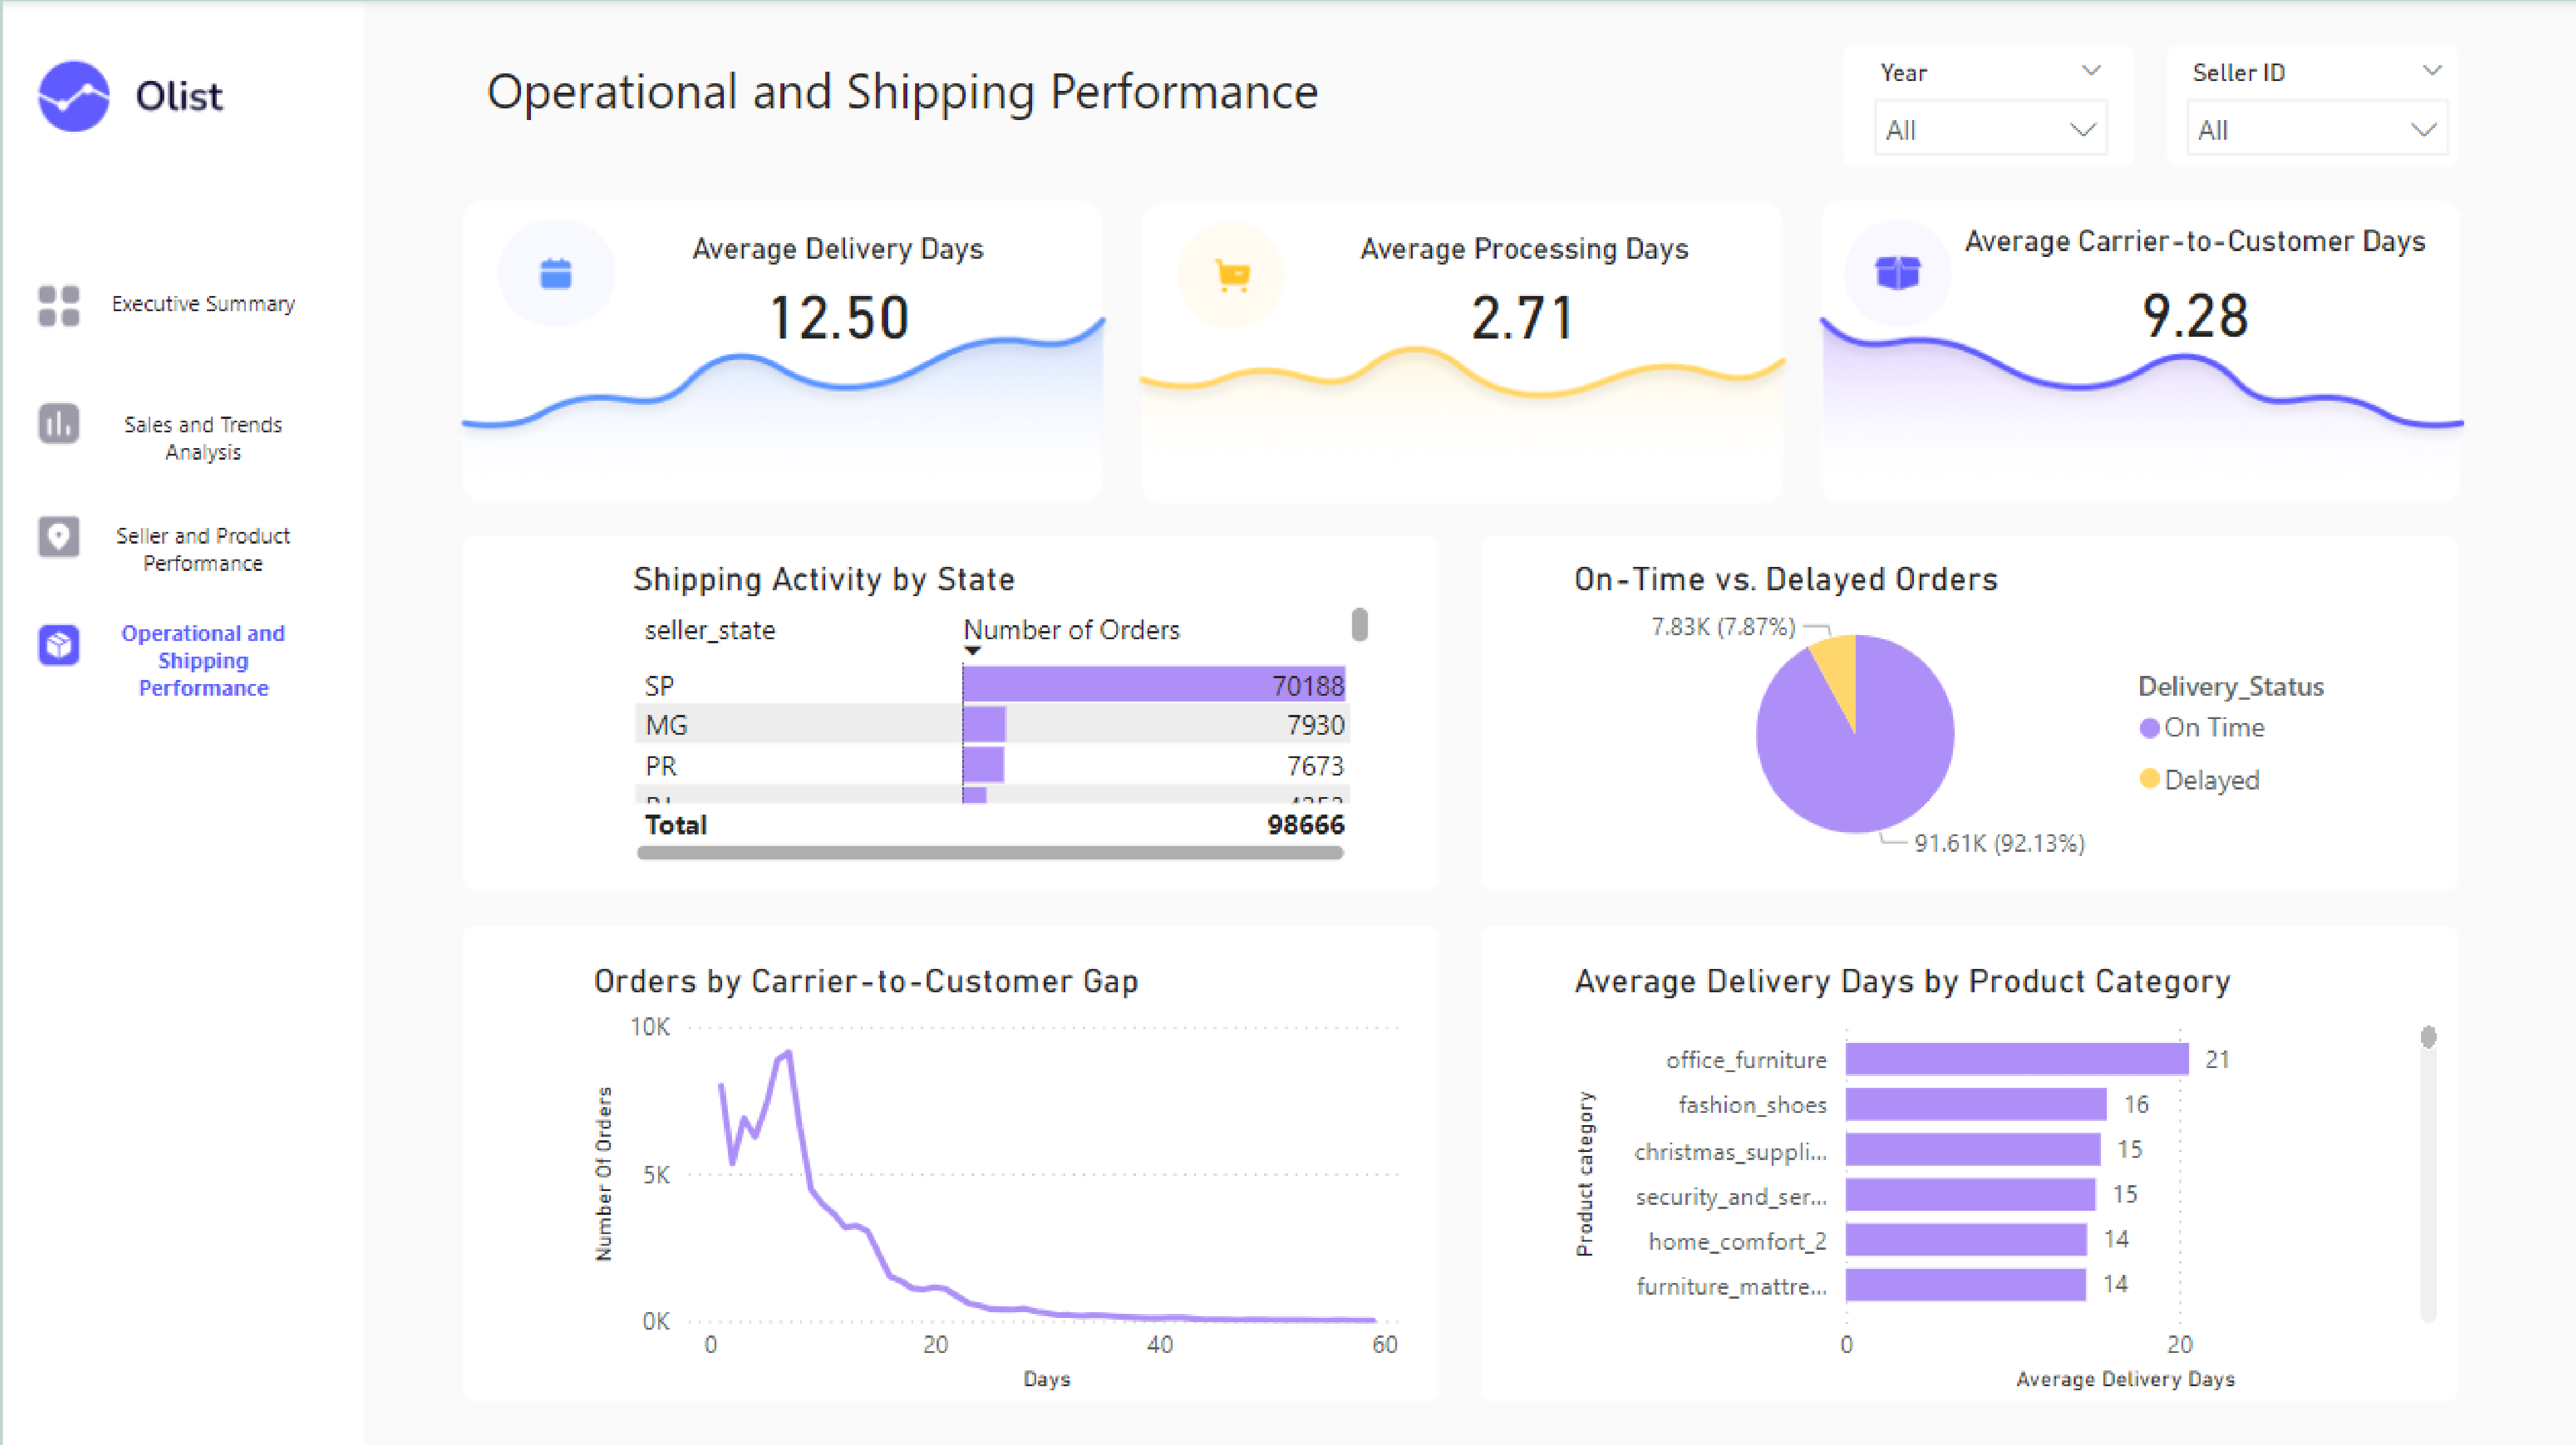 Olist
Executive Summary
Sales and Trends
Analysis
Seller and Product
Performance
Operational and
Shipping
Performance
Operational and Shipping Performance
Year
All
Seller ID
All
Average Delivery Days
12.50
Average Processing Days
2.71
Average Carrier-to-Customer Days
9.28
Shipping Activity by State
seller_state Number of Orders
SP 70188
MG 7930
PR 7673
Total 98666
On-Time vs. Delayed Orders
7.83K (7.87%)
91.61K (92.13%)
Delivery_Status
On Time
Delayed
Orders by Carrier-to-Customer Gap
Number Of Orders
10K
5K
0K
0 20 40 60
Days
Average Delivery Days by Product Category
Product category
office_furniture 21
fashion_shoes 16
christmas_suppli... 15
security_and_ser... 15
home_comfort_2 14
furniture_mattre... 14
0 20
Average Delivery Days